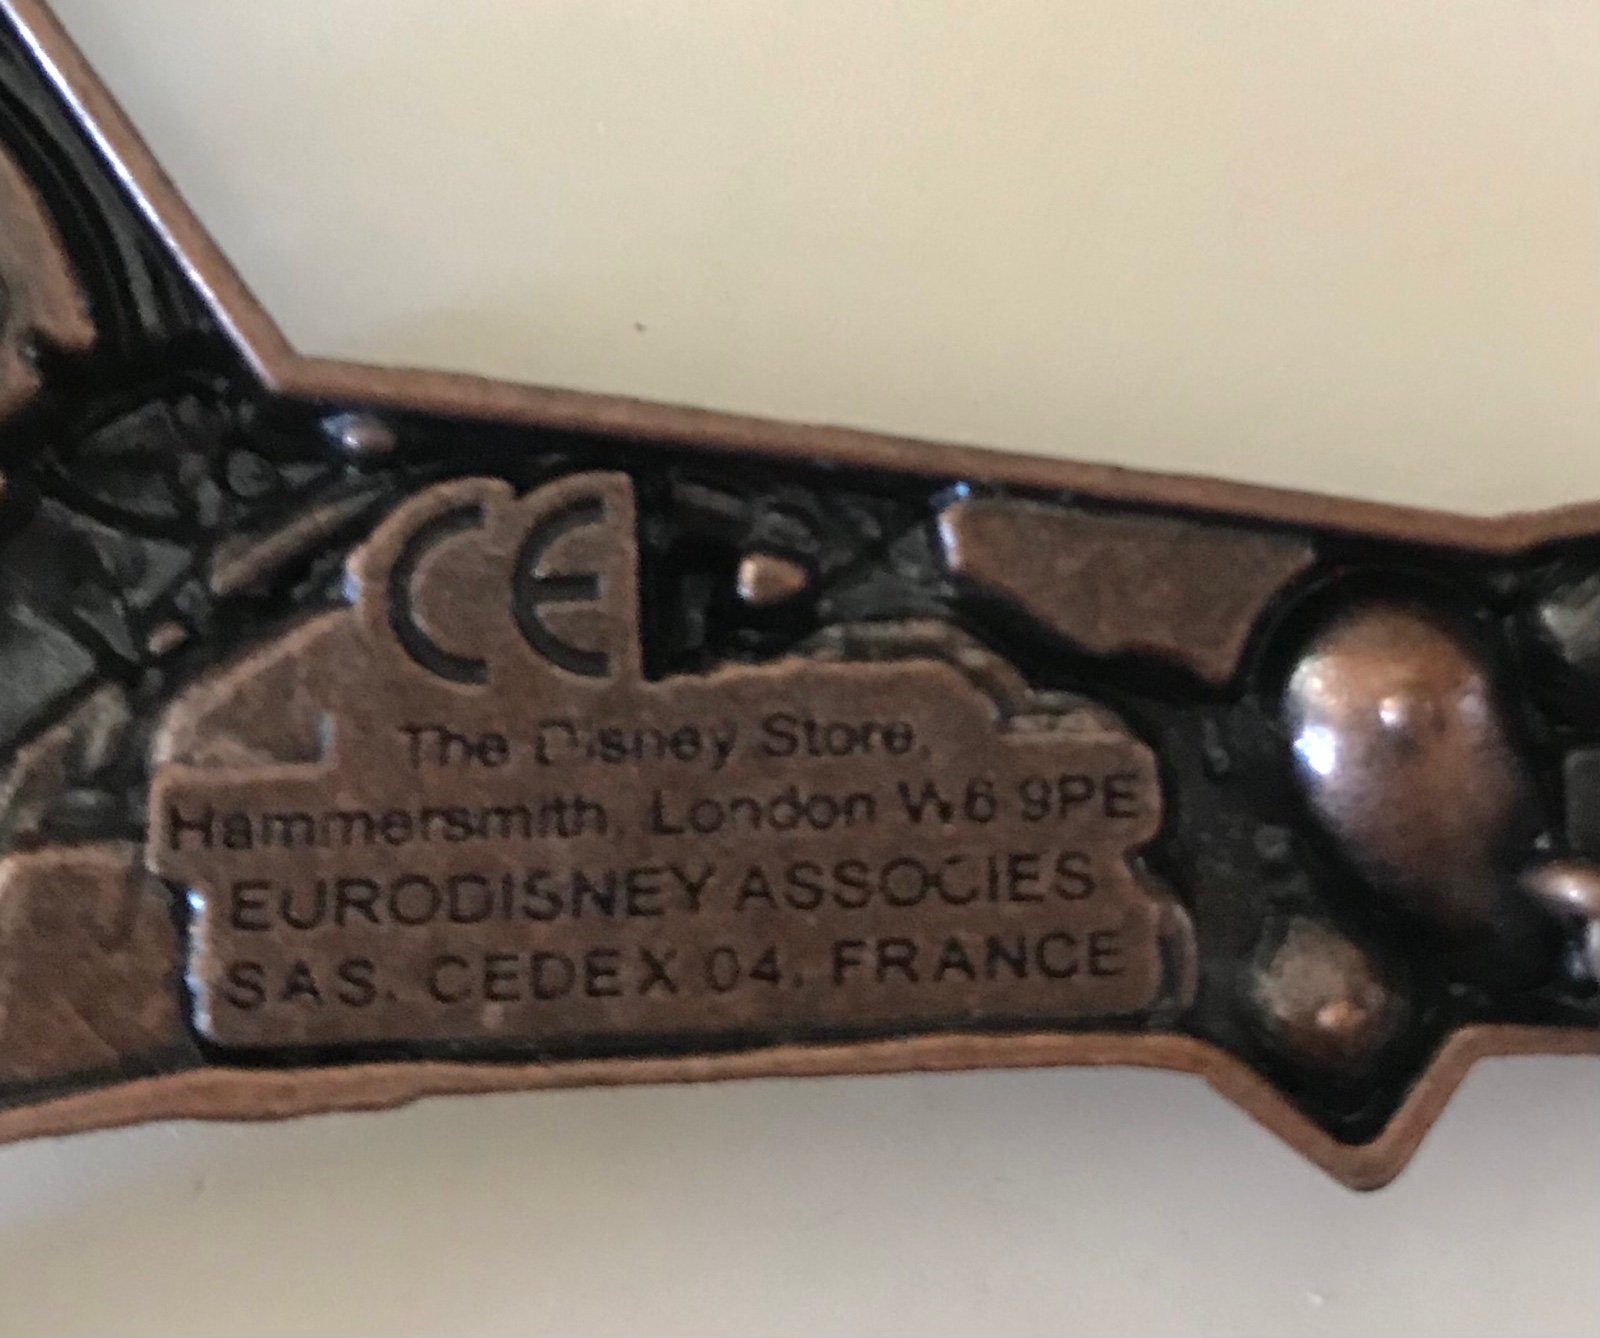 CE
The Disney Store,
Hammersmith, London W6 9PE
EURODISNEY ASSOCIES
SAS, CEDEX 04, FRANCE